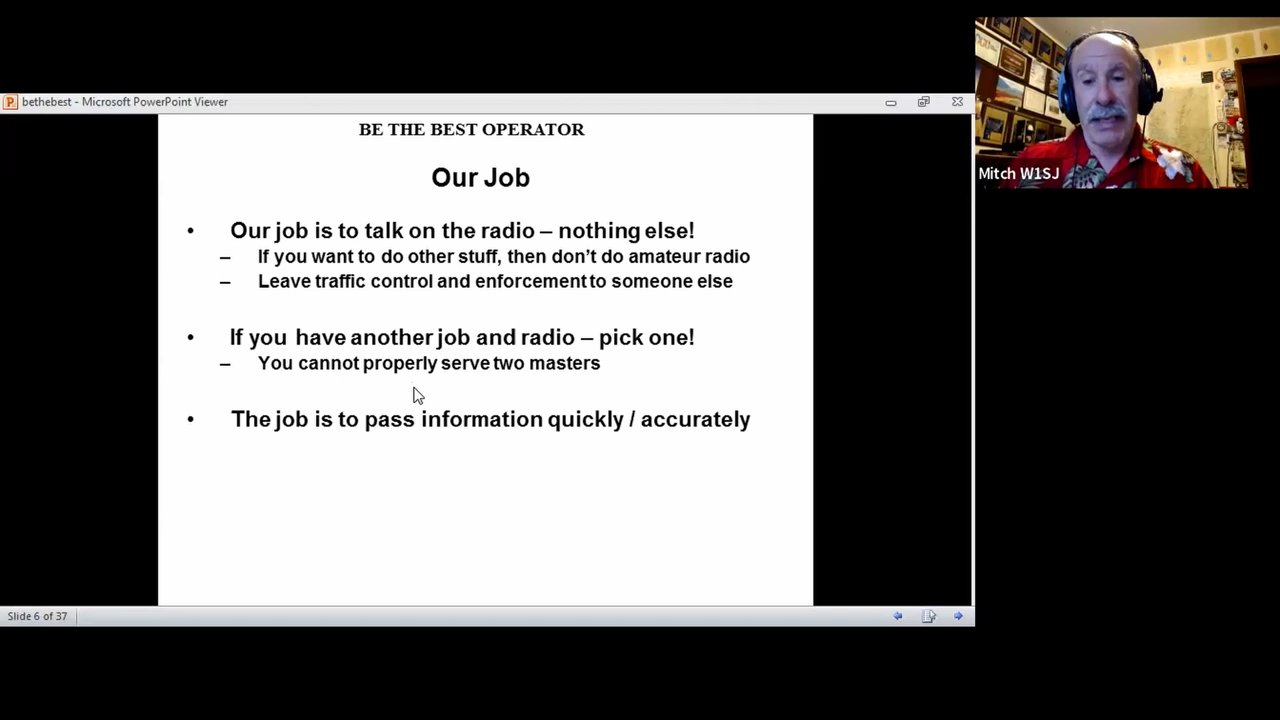 bethebest - Microsoft PowerPoint Viewer
BE THE BEST OPERATOR
Our Job
• Our job is to talk on the radio – nothing else!
– If you want to do other stuff, then don't do amateur radio
– Leave traffic control and enforcement to someone else
• If you have another job and radio – pick one!
– You cannot properly serve two masters
• The job is to pass information quickly / accurately
Slide 6 of 37
Mitch W1SJ